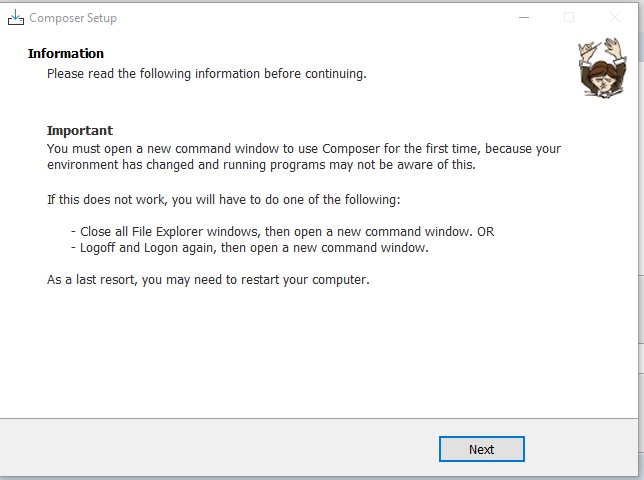 Composer Setup
Information
Please read the following information before continuing.
Important
You must open a new command window to use Composer for the first time, because your
environment has changed and running programs may not be aware of this.
If this does not work, you will have to do one of the following:
- Close all File Explorer windows, then open a new command window. OR
- Logoff and Logon again, then open a new command window.
As a last resort, you may need to restart your computer.
Next